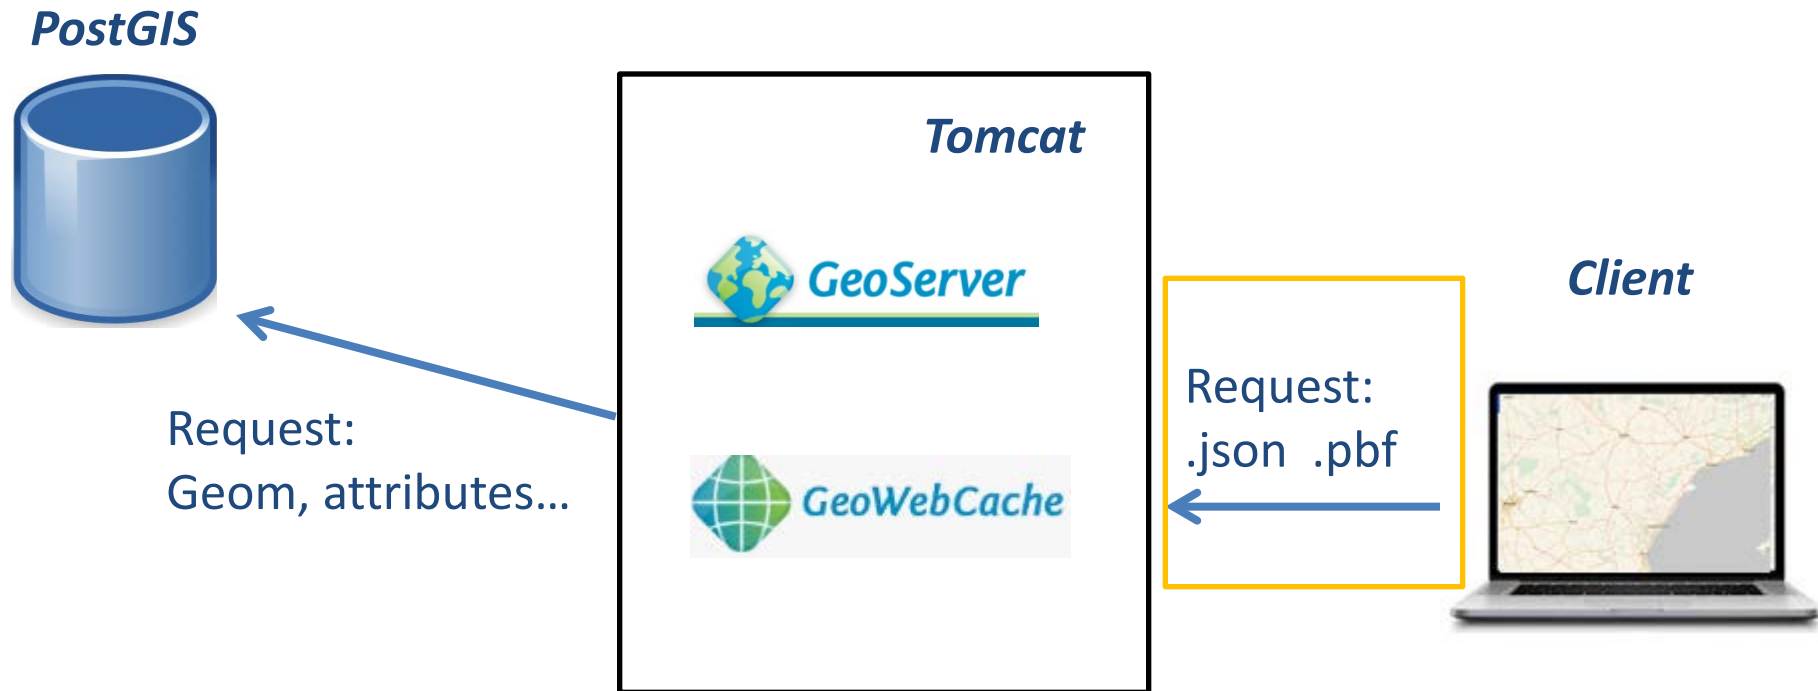 PostGIS
Tomcat
GeoServer
Client
Request:
.json .pbf
Request:
Geom, attributes…
GeoWebCache